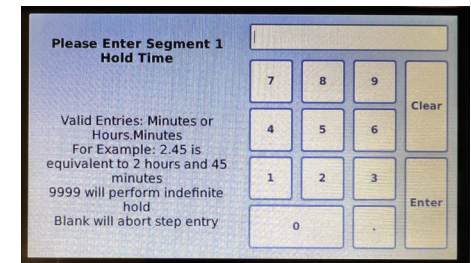 Please Enter Segment 1
Hold Time
Valid Entries: Minutes or
Hours.Minutes
For Example: 2.45 is
equivalent to 2 hours and 45
minutes
9999 will perform indefinite
hold
Blank will abort step entry
7 8 9
Clear
4 5 6
1 2 3
Enter
0 .